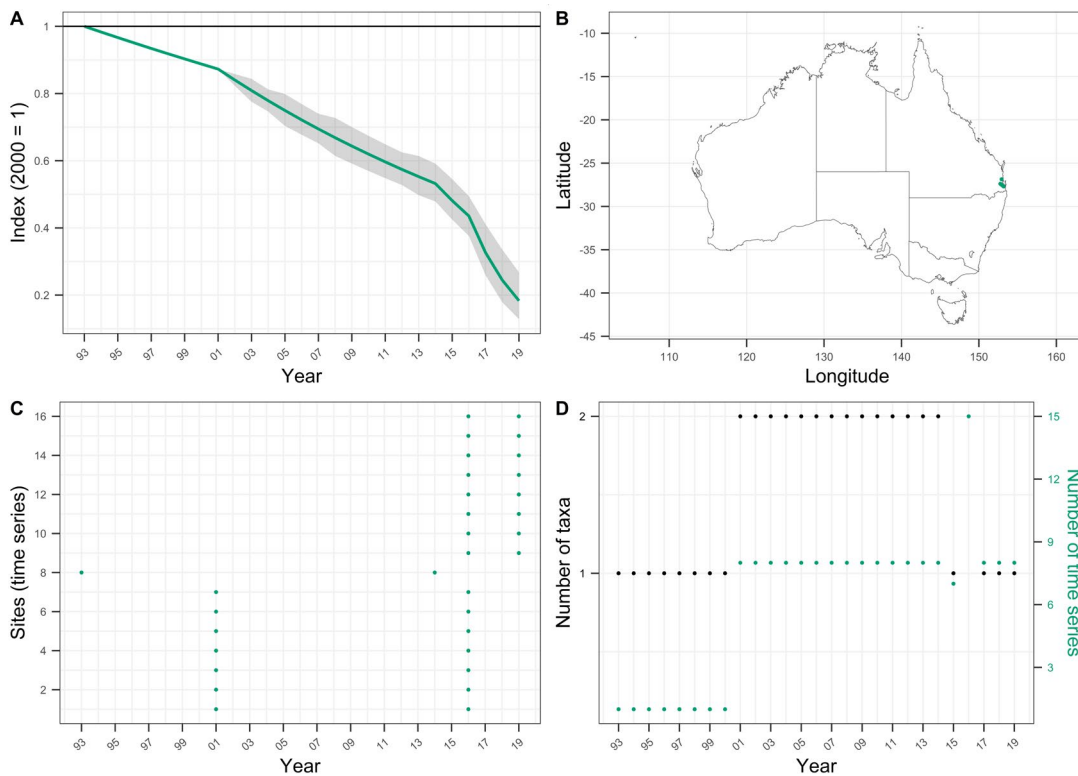 A
1
0.8
0.6
0.4
0.2
Index (2000 = 1)
93 95 97 99 01 03 05 07 09 11 13 15 17 19
Year
B
-10
-15
-20
-25
-30
-35
-40
-45
Latitude
110 120 130 140 150 160
Longitude
C
16
14
12
10
8
6
4
2
Sites (time series)
93 95 97 99 01 03 05 07 09 11 13 15 17 19
Year
D
2
1
Number of taxa
15
12
9
6
3
Number of time series
93 95 97 99 01 03 05 07 09 11 13 15 17 19
Year